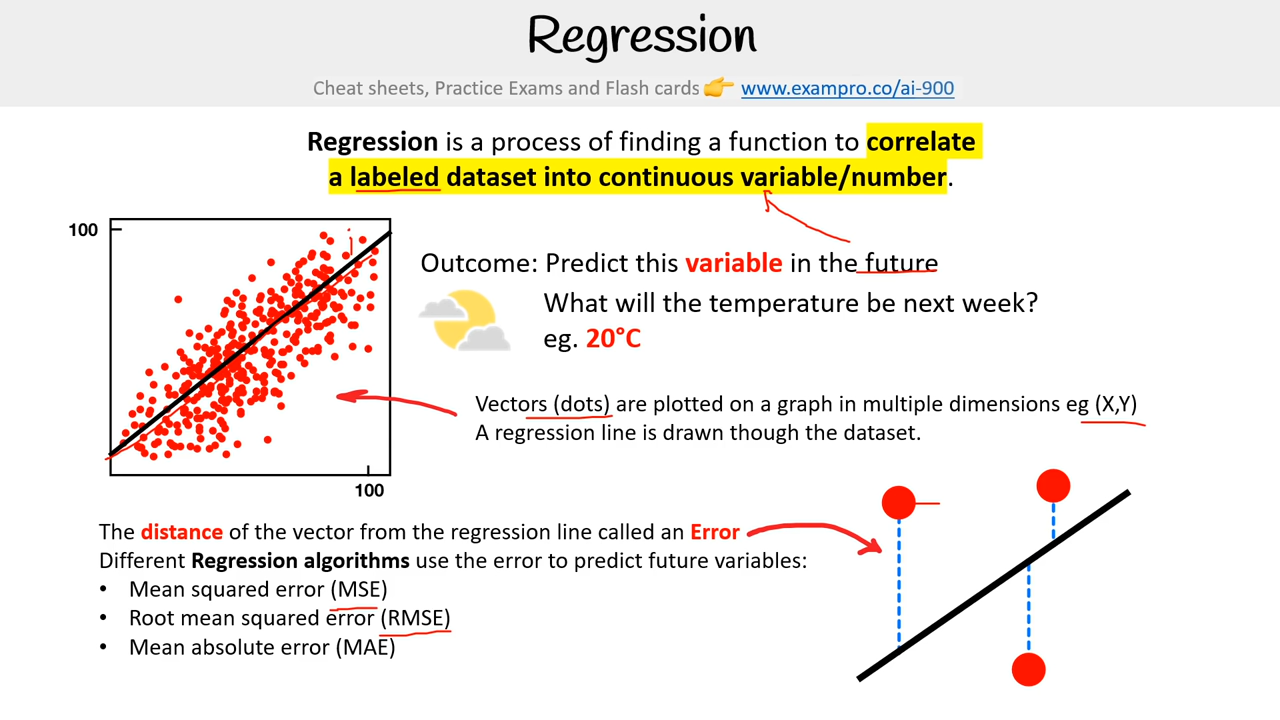 Regression
Cheat sheets, Practice Exams and Flash cards 👉 www.exampro.co/ai-900
Regression is a process of finding a function to correlate
a labeled dataset into continuous variable/number.
100
100
Outcome: Predict this variable in the future
What will the temperature be next week?
eg. 20°C
Vectors (dots) are plotted on a graph in multiple dimensions eg (X,Y)
A regression line is drawn though the dataset.
The distance of the vector from the regression line called an Error
Different Regression algorithms use the error to predict future variables:
• Mean squared error (MSE)
• Root mean squared error (RMSE)
• Mean absolute error (MAE)